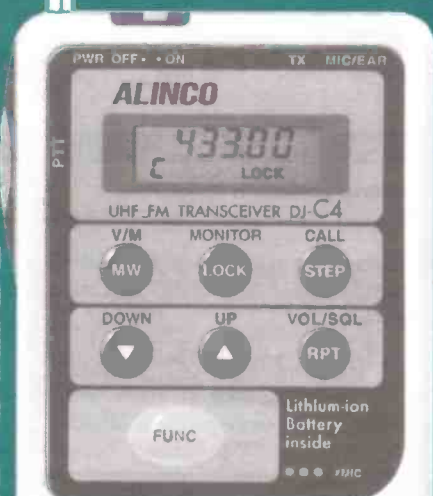 PWR OFF • • ON TX MIC/EAR
ALINCO
PTT
433.00
C LOCK
UHF FM TRANSCEIVER DJ-C4
V/M MONITOR CALL
MW LOCK STEP
DOWN UP VOL/SQL
▼ ▲ RPT
FUNC
Lithium-ion
Battery
inside
MIC